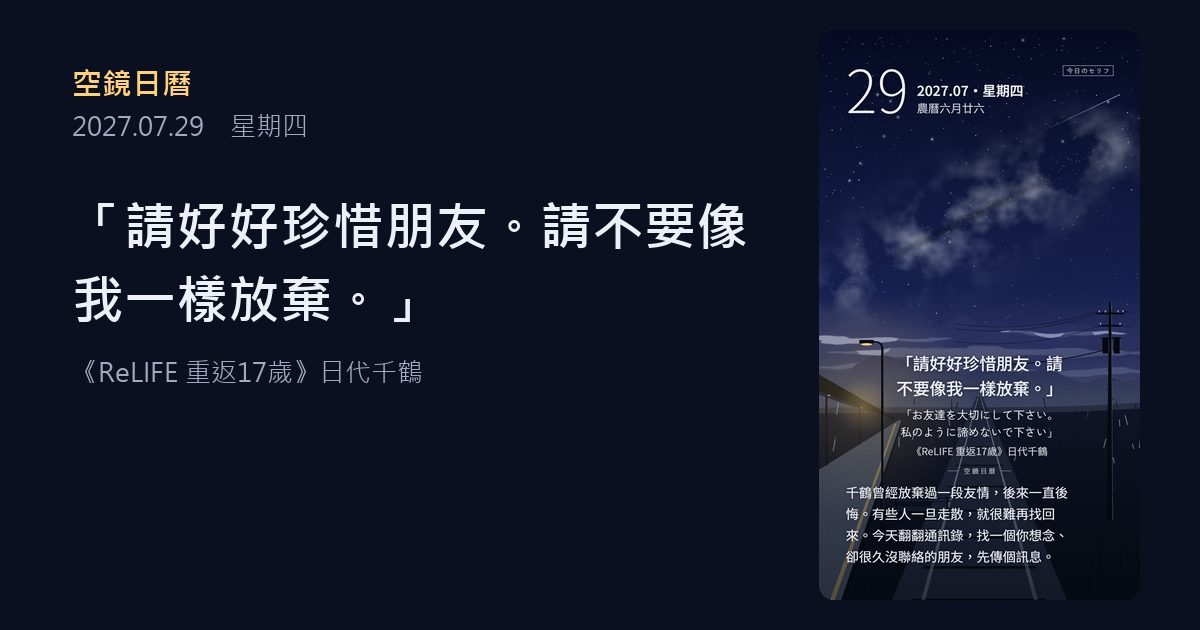 空鏡日曆
2027.07.29 星期四
「請好好珍惜朋友。請不要像
我一樣放棄。」
《ReLIFE 重返17歲》日代千鶴
今日のセリフ
29
2027.07・星期四
農曆六月廿六
「請好好珍惜朋友。請
不要像我一樣放棄。」
「お友達を大切にして下さい。
私のように諦めないで下さい」
《ReLIFE 重返17歲》日代千鶴
空鏡日曆
千鶴曾經放棄過一段友情，後來一直後
悔。有些人一旦走散，就很難再找回
來。今天翻翻通訊錄，找一個你想念、
卻很久沒聯絡的朋友，先傳個訊息。